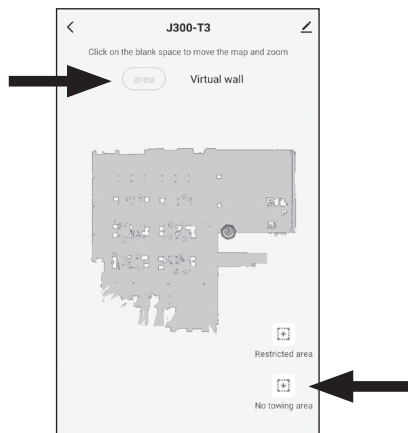 J300-T3
Click on the blank space to move the map and zoom
area
Virtual wall
Restricted area
No towing area